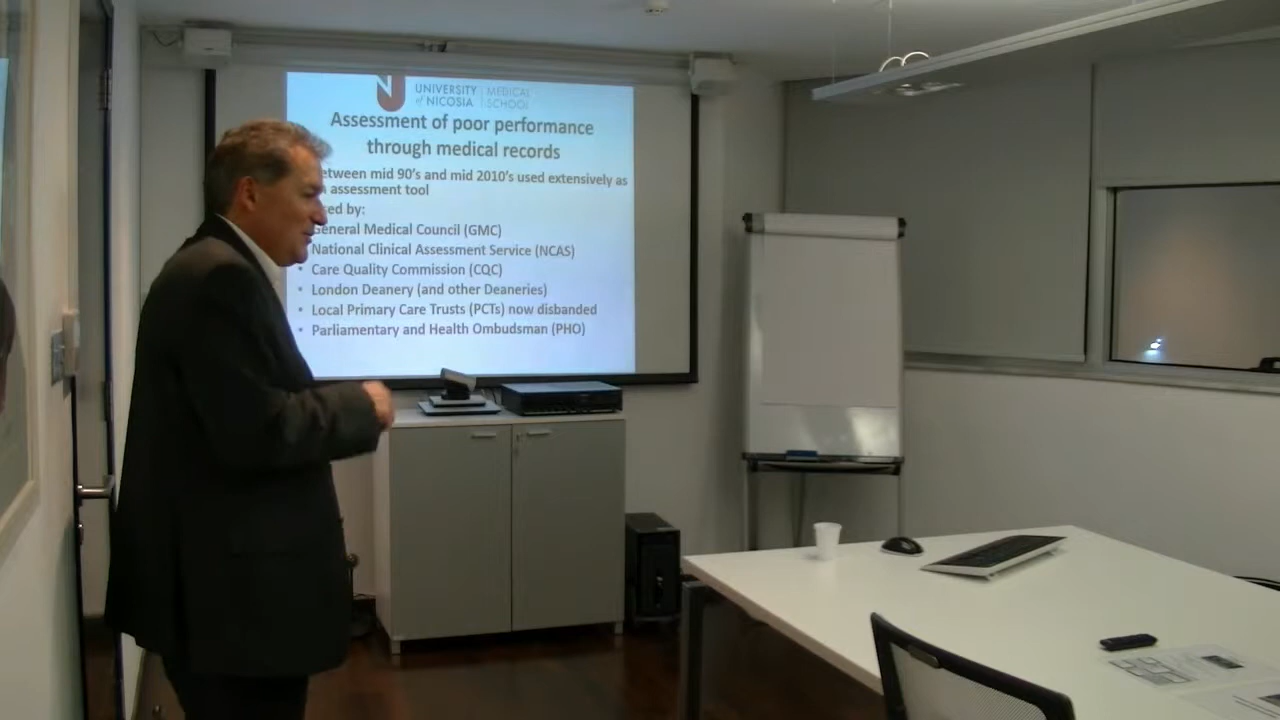 UNIVERSITY
of NICOSIA
MEDICAL
SCHOOL
Assessment of poor performance
through medical records
etween mid 90's and mid 2010's used extensively as
assessment tool
ed by:
General Medical Council (GMC)
National Clinical Assessment Service (NCAS)
• Care Quality Commission (CQC)
• London Deanery (and other Deaneries)
• Local Primary Care Trusts (PCTs) now disbanded
• Parliamentary and Health Ombudsman (PHO)